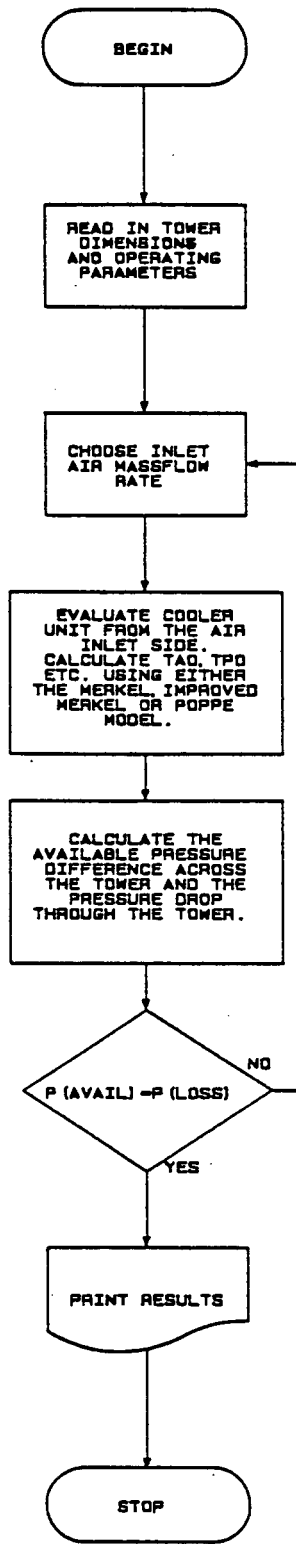 BEGIN
READ IN TOWER
DIMENSIONS
AND OPERATING
PARAMETERS
CHOOSE INLET
AIR MASSFLOW
RATE
EVALUATE COOLER
UNIT FROM THE AIR
INLET SIDE.
CALCULATE TAO, TPO
ETC. USING EITHER
THE MERKEL, IMPROVED
MERKEL OR POPPE
MODEL.
CALCULATE THE
AVAILABLE PRESSURE
DIFFERENCE ACROSS
THE TOWER AND THE
PRESSURE DROP
THROUGH THE TOWER.
P (AVAIL) =P (LOSS)
NO
YES
PRINT RESULTS
STOP